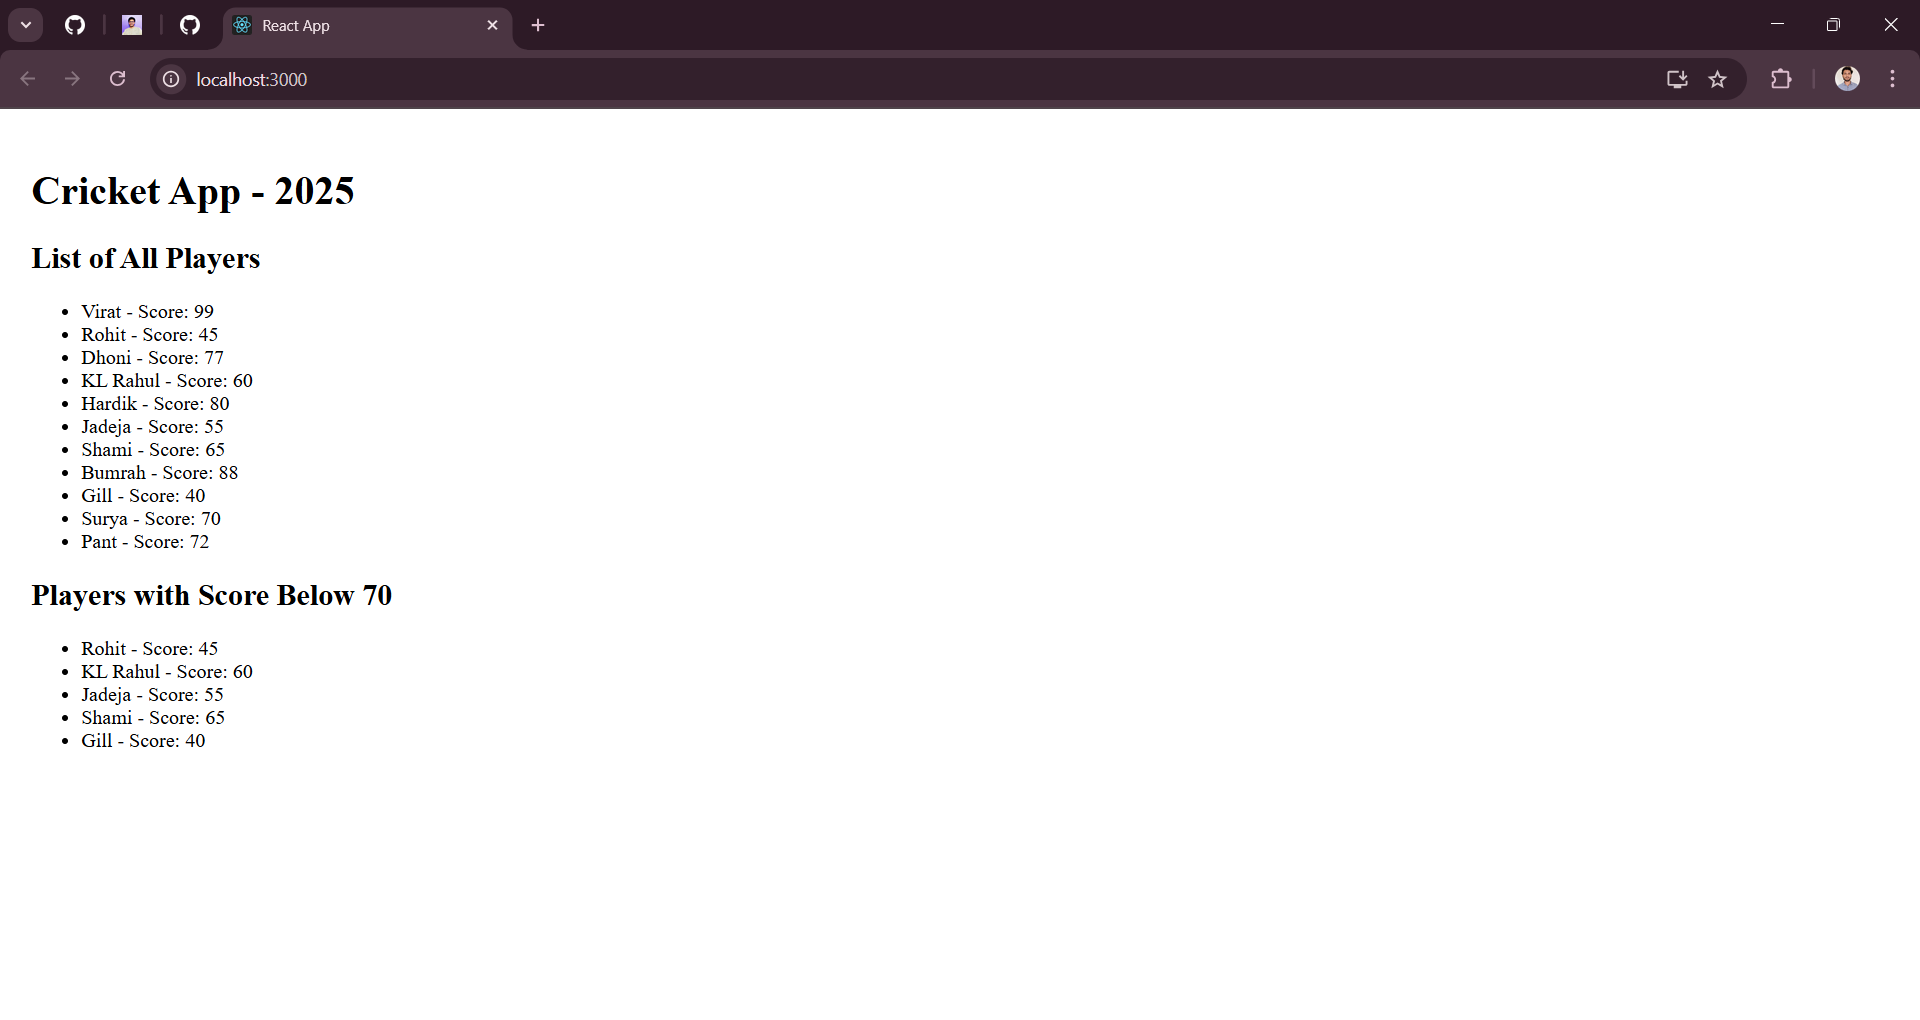 React App
localhost:3000
Cricket App - 2025
List of All Players
• Virat - Score: 99
• Rohit - Score: 45
• Dhoni - Score: 77
• KL Rahul - Score: 60
• Hardik - Score: 80
• Jadeja - Score: 55
• Shami - Score: 65
• Bumrah - Score: 88
• Gill - Score: 40
• Surya - Score: 70
• Pant - Score: 72
Players with Score Below 70
• Rohit - Score: 45
• KL Rahul - Score: 60
• Jadeja - Score: 55
• Shami - Score: 65
• Gill - Score: 40